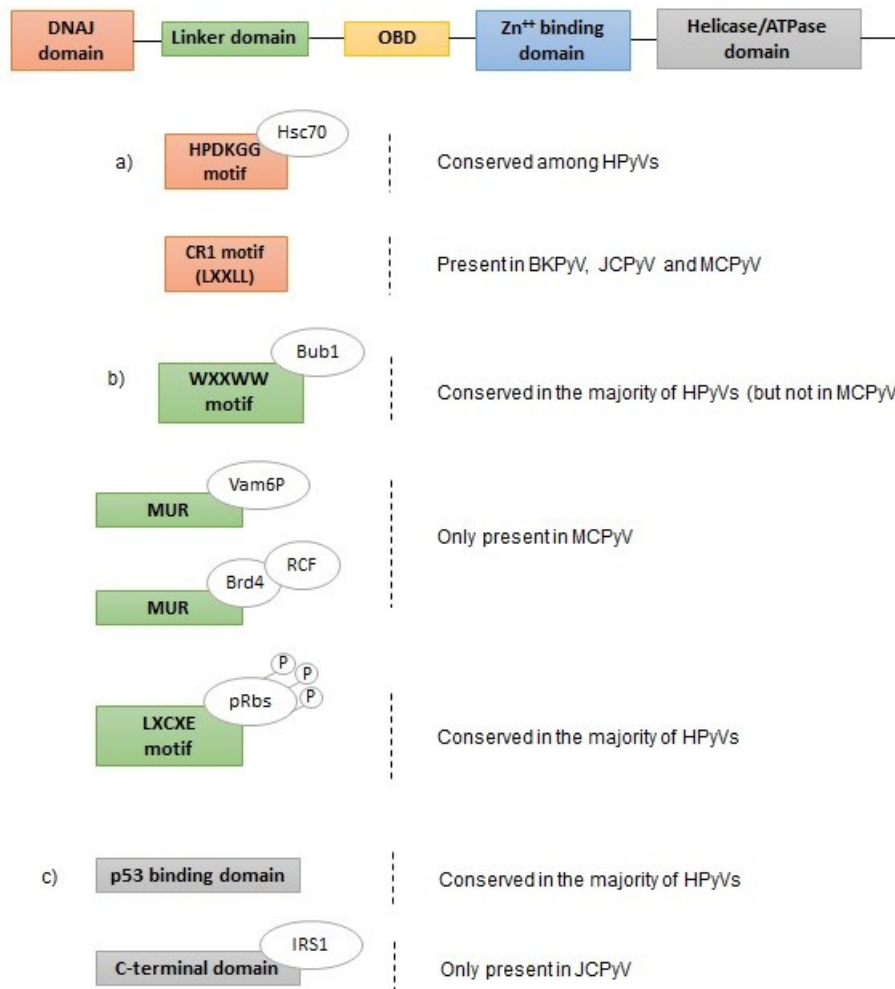 DNAJ domain
Linker domain
OBD
Zn⁺⁺ binding domain
Helicase/ATPase domain
a)
HPDKGG motif
Hsc70
Conserved among HPyVs
CR1 motif (LXXLL)
Present in BKPyV, JCPyV and MCPyV
b)
WXXWW motif
Bub1
Conserved in the majority of HPyVs (but not in MCPyV
MUR
Vam6P
Only present in MCPyV
MUR
Brd4
RCF
LXCXE motif
pRbs
P
P
P
Conserved in the majority of HPyVs
c)
p53 binding domain
Conserved in the majority of HPyVs
C-terminal domain
IRS1
Only present in JCPyV